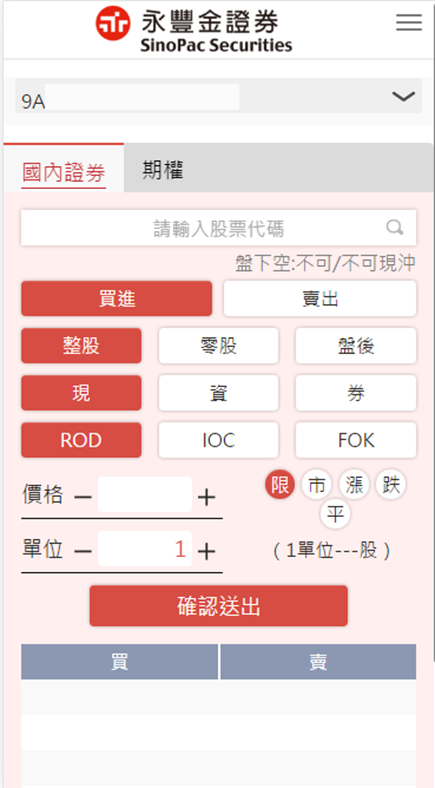 永豐金證券
SinoPac Securities
9A
國內證券 期權
請輸入股票代碼
盤下空:不可/不可現沖
買進 賣出
整股 零股 盤後
現 資 券
ROD IOC FOK
價格 — + 限 市 漲 跌
平
單位 — 1 + (1單位---股)
確認送出
買 賣